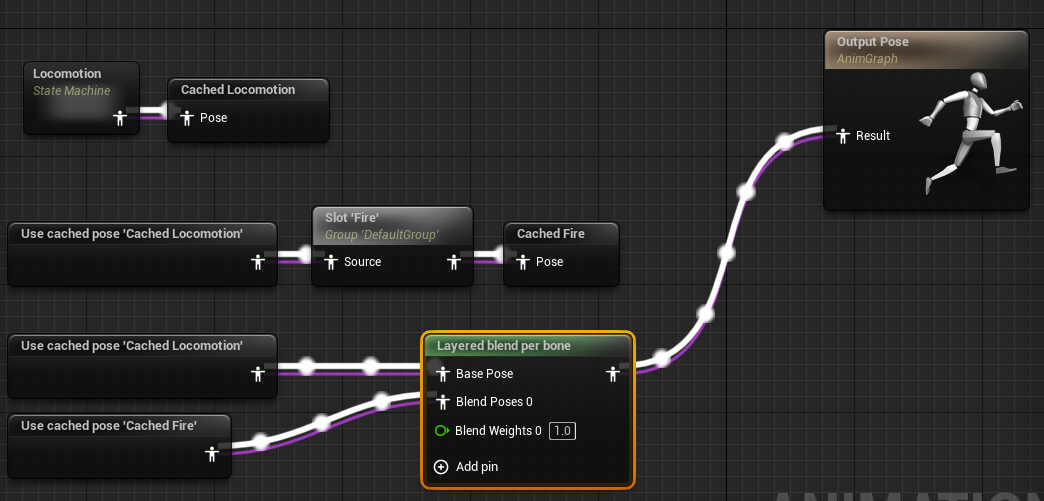 Output Pose
AnimGraph
Result
Locomotion
State Machine
Cached Locomotion
Pose
Use cached pose 'Cached Locomotion'
Slot 'Fire'
Group 'DefaultGroup'
Source
Cached Fire
Pose
Use cached pose 'Cached Locomotion'
Use cached pose 'Cached Fire'
Layered blend per bone
Base Pose
Blend Poses 0
Blend Weights 0 1.0
Add pin
ANIMATION